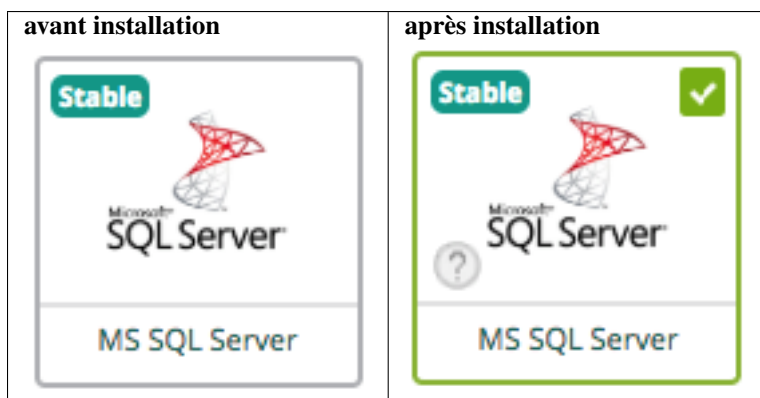 avant installation
après installation
Stable
Microsoft
SQL Server
MS SQL Server
Stable
Microsoft
SQL Server
?
MS SQL Server